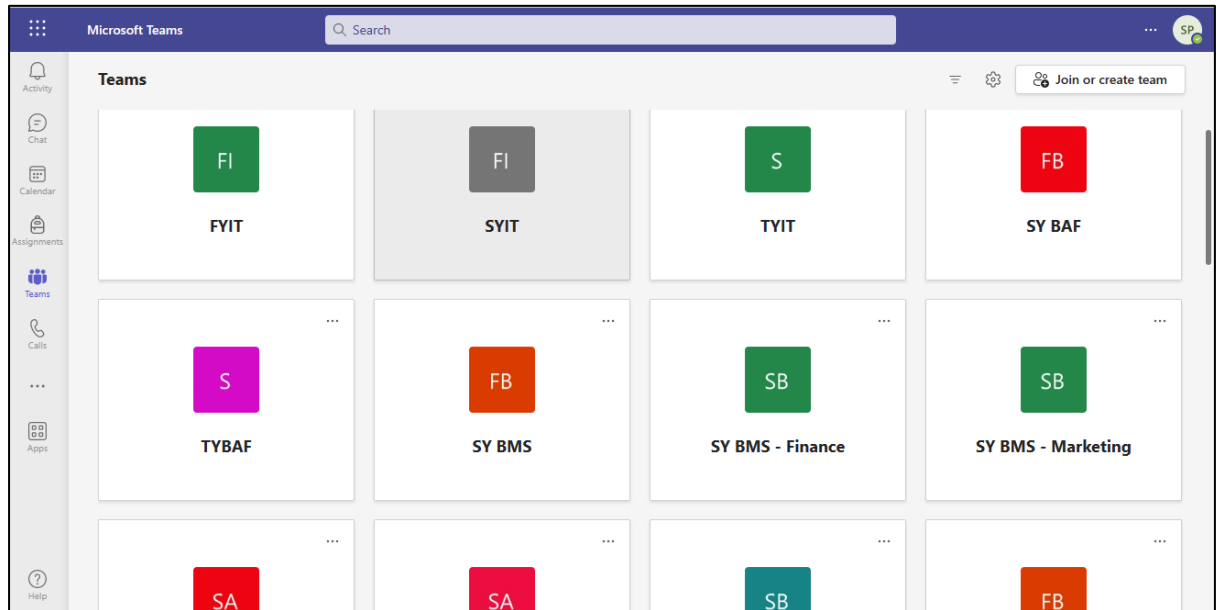 Microsoft Teams
Search
SP
Activity
Chat
Calendar
Assignments
Teams
Calls
Apps
Help
Teams
Join or create team
FI
FI
S
FB
FYIT
SYIT
TYIT
SY BAF
S
FB
SB
SB
TYBAF
SY BMS
SY BMS - Finance
SY BMS - Marketing
SA
SA
SB
FB